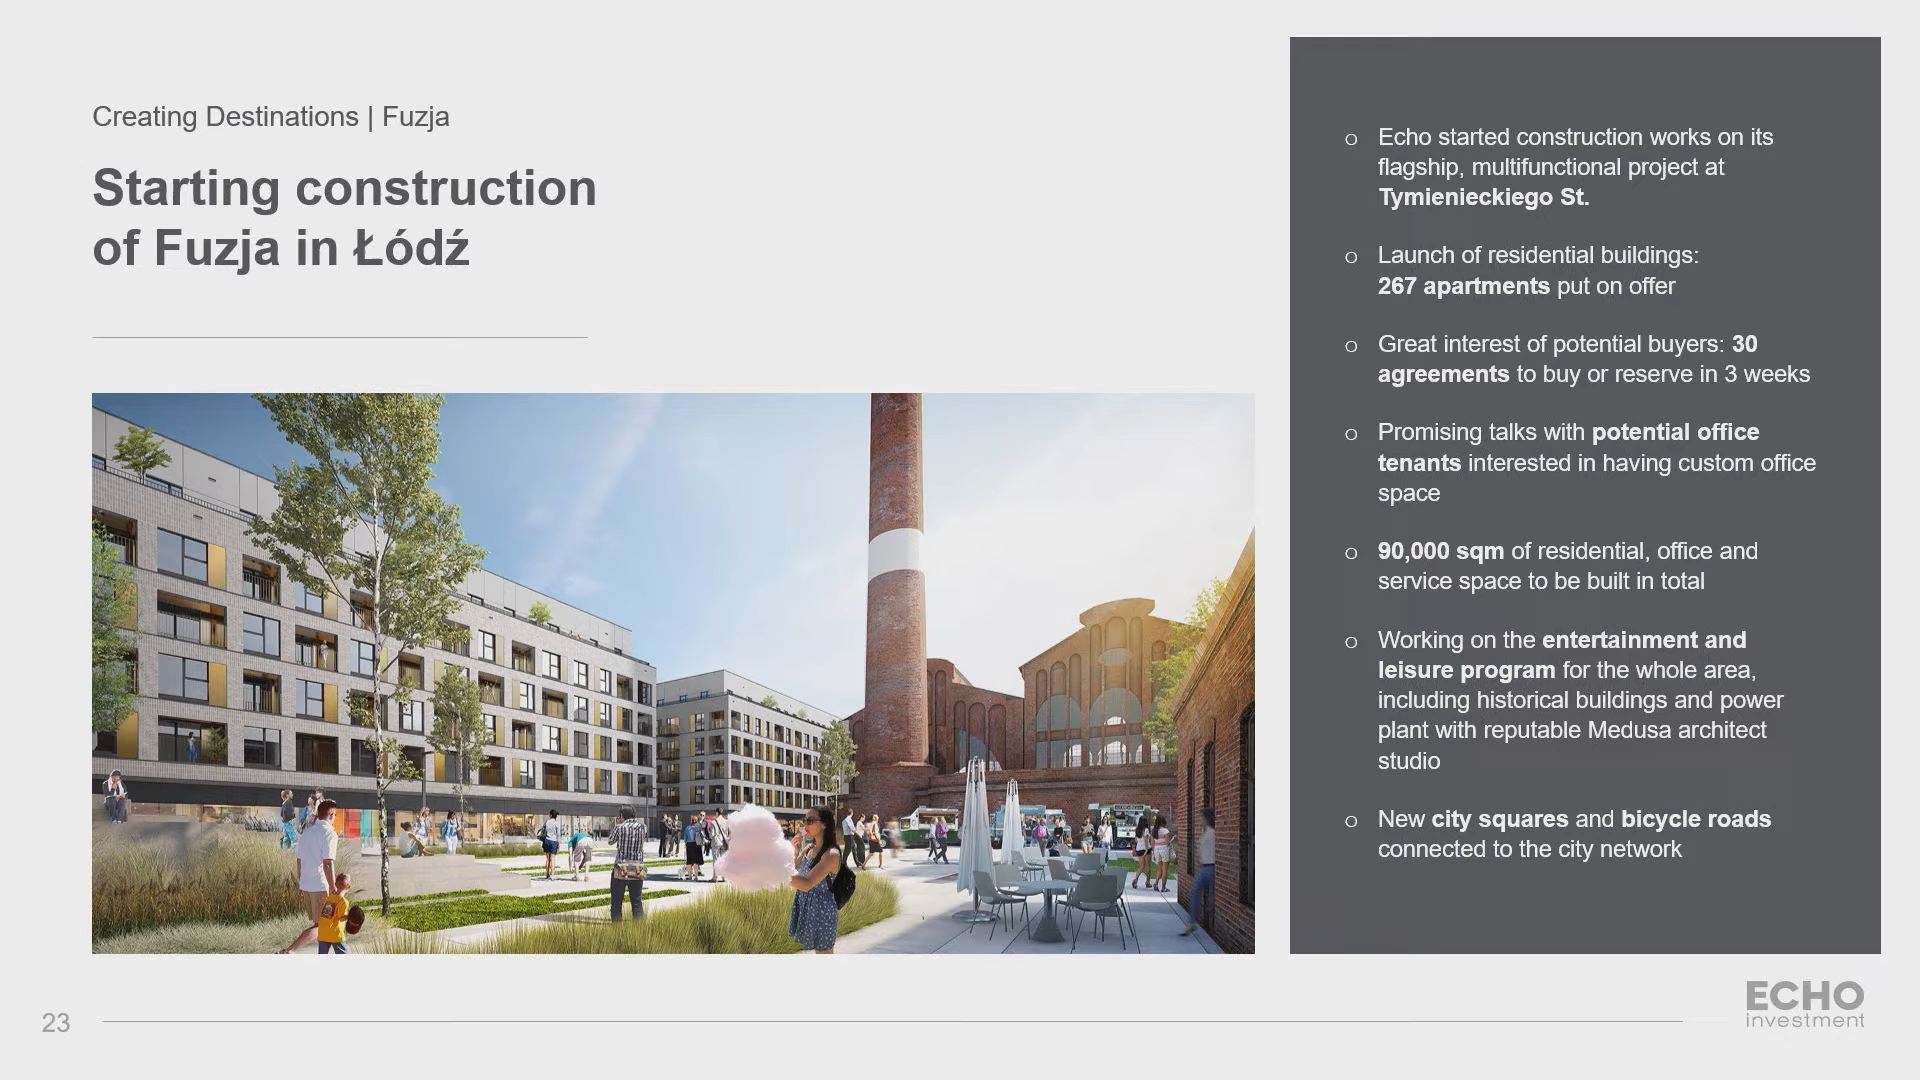 Creating Destinations | Fuzja
Starting construction
of Fuzja in Łódź
o Echo started construction works on its
flagship, multifunctional project at
Tymienieckiego St.
o Launch of residential buildings:
267 apartments put on offer
o Great interest of potential buyers: 30
agreements to buy or reserve in 3 weeks
o Promising talks with potential office
tenants interested in having custom office
space
o 90,000 sqm of residential, office and
service space to be built in total
o Working on the entertainment and
leisure program for the whole area,
including historical buildings and power
plant with reputable Medusa architect
studio
o New city squares and bicycle roads
connected to the city network
23
ECHO
investment